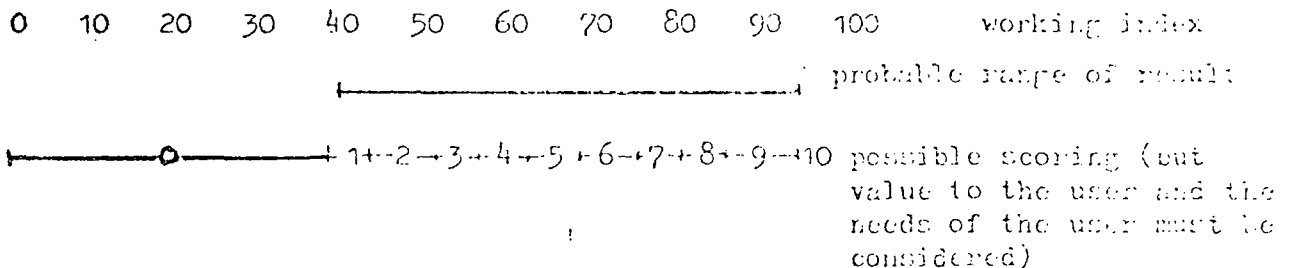 0 10 20 30 40 50 60 70 80 90 100 working index
probable range of result
0 1 2 3 4 5 6 7 8 9 10 possible scoring (but
value to the user and the
needs of the user must be
considered)